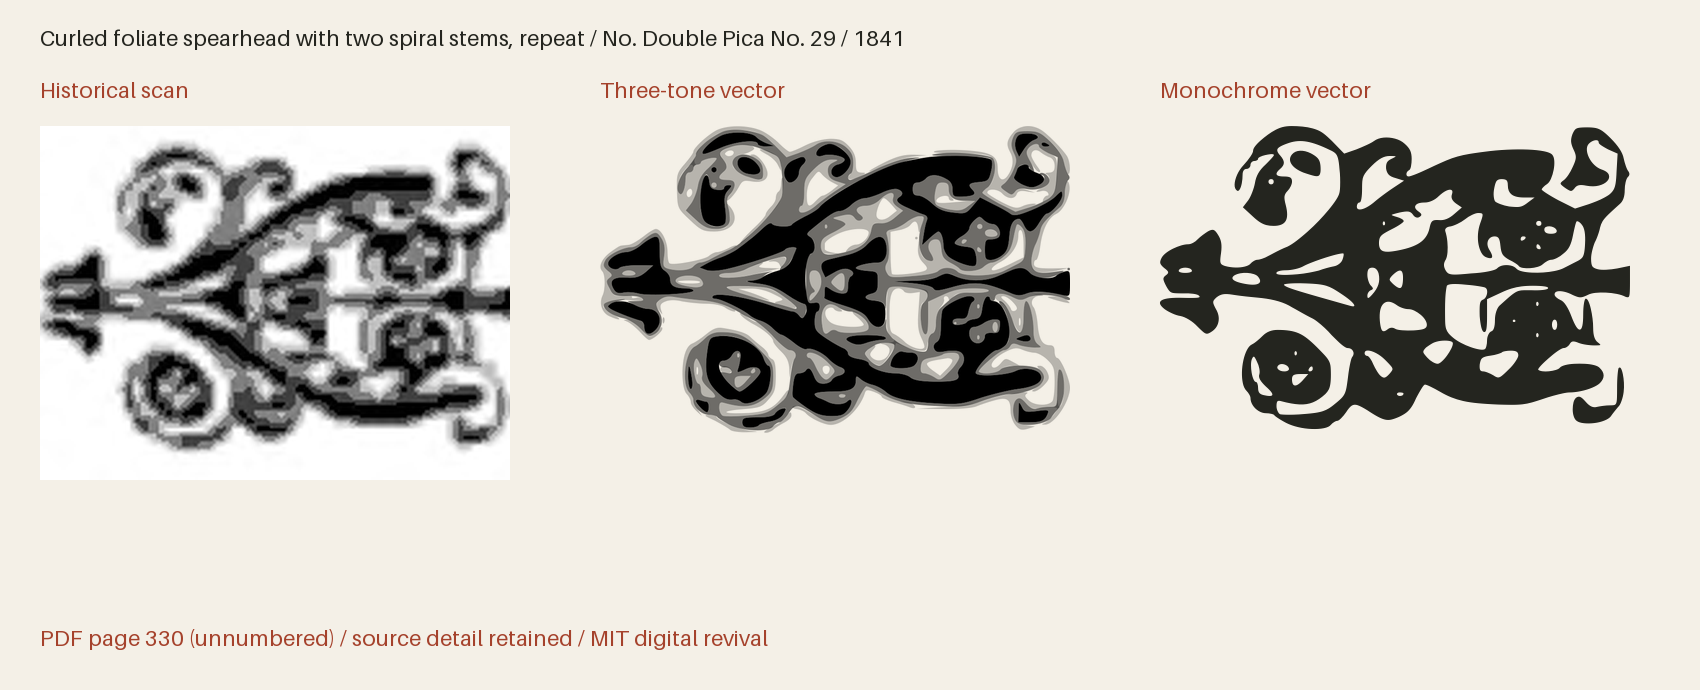 Curled foliate spearhead with two spiral stems, repeat / No. Double Pica No. 29 / 1841
Historical scan
Three-tone vector
Monochrome vector
PDF page 330 (unnumbered) / source detail retained / MIT digital revival